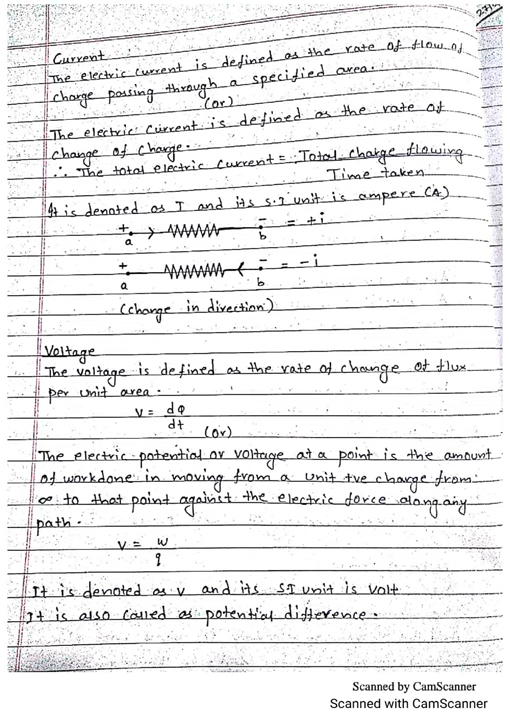 Current
The electric current is defined as the rate of flow of
charge passing through a specified area.
(or)
The electric current is defined as the rate of
change of charge.
∴ The total electric current = Total charge flowing
Time taken
It is denoted as I and its S.I unit is ampere (A)
+ - = +i
a b
+ - = -i
a b
(change in direction)
Voltage
The voltage is defined as the rate of change of flux
per unit area.
V = dφ
dt
(or)
The electric potential or voltage at a point is the amount
of workdone in moving from a unit +ve charge from
∞ to that point against the electric force along any
path.
V = w
q
It is denoted as v and its SI unit is volt
It is also called as potential difference.
Scanned by CamScanner
Scanned with CamScanner